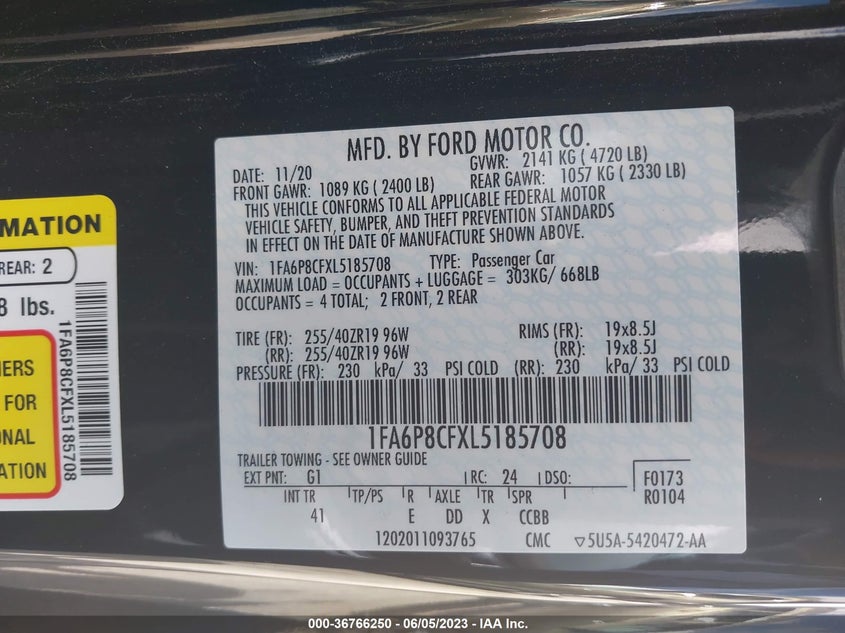 MFD. BY FORD MOTOR CO.
DATE: 11/20 GVWR: 2141 KG ( 4720 LB)
FRONT GAWR: 1089 KG ( 2400 LB) REAR GAWR: 1057 KG ( 2330 LB)
THIS VEHICLE CONFORMS TO ALL APPLICABLE FEDERAL MOTOR
VEHICLE SAFETY, BUMPER, AND THEFT PREVENTION STANDARDS
IN EFFECT ON THE DATE OF MANUFACTURE SHOWN ABOVE.
VIN: 1FA6P8CFXL5185708 TYPE: Passenger Car
MAXIMUM LOAD = OCCUPANTS + LUGGAGE = 303KG/ 668LB
OCCUPANTS = 4 TOTAL; 2 FRONT, 2 REAR
TIRE (FR): 255/40ZR19 96W RIMS (FR): 19x8.5J
(RR): 255/40ZR19 96W (RR): 19x8.5J
PRESSURE (FR): 230 kPa/ 33 PSI COLD (RR): 230 kPa/ 33 PSI COLD
1FA6P8CFXL5185708
TRAILER TOWING - SEE OWNER GUIDE
EXT PNT: G1 RC: 24 DSO: F0173
R0104
INT TR TP/PS R AXLE TR SPR
41 E DD X CCBB
1202011093765 CMC ▽5U5A-5420472-AA
MATION
REAR: 2
8 lbs.
1FA6P8CFXL5185708
FOR
000-36766250 - 06/05/2023 - IAA Inc.